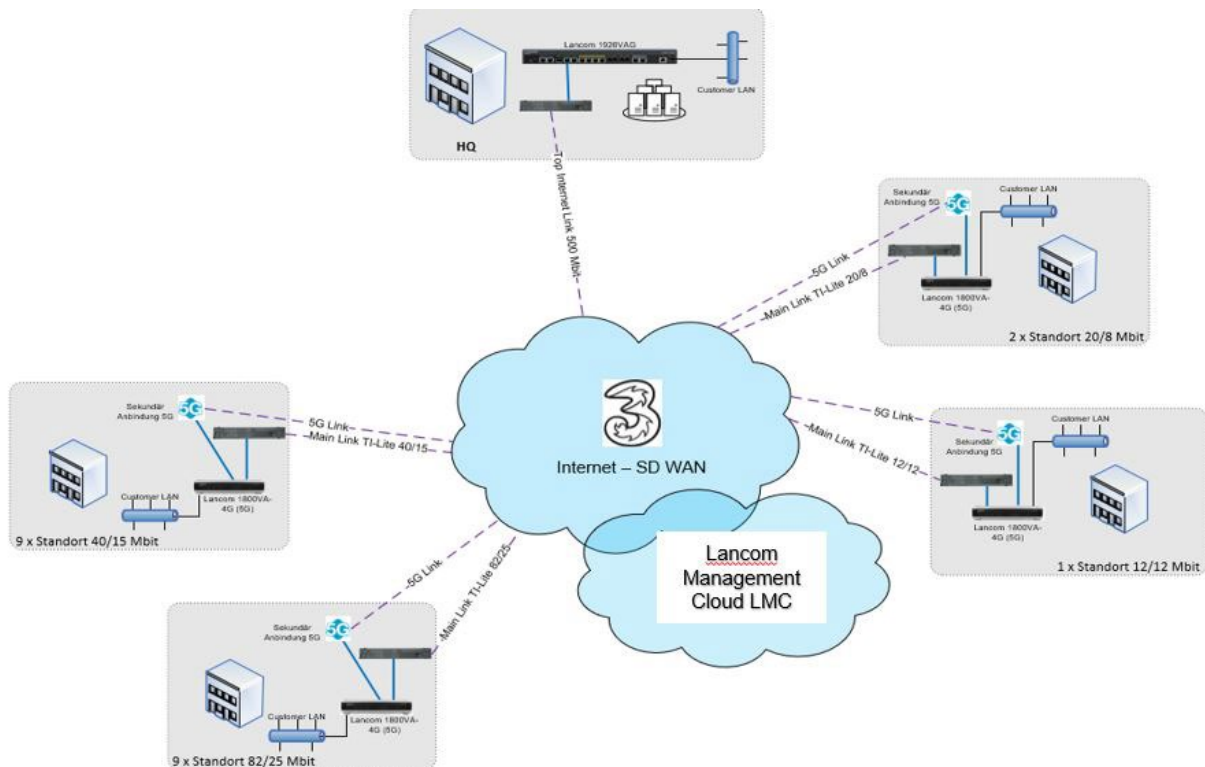 Lancom 1926VAG
Customer LAN
HQ
Top Internet Link 500 Mbit
Sekundär
Anbindung 5G
5G
Customer LAN
5G Link
Main Link TI-Lite 20/8
Lancom 1800VA-
4G (5G)
2 x Standort 20/8 Mbit
3
Internet – SD WAN
Sekundär
Anbindung 5G
5G
5G Link
Main Link TI-Lite 40/15
Customer LAN
Lancom 1800VA-
4G (5G)
9 x Standort 40/15 Mbit
5G Link
Main Link TI-Lite 12/12
Customer LAN
5G
Sekundär
Anbindung 5G
Lancom 1800VA-
4G (5G)
1 x Standort 12/12 Mbit
Lancom
Management
Cloud LMC
5G Link
Main Link TI-Lite 82/25
Sekundär
Anbindung 5G
5G
Customer LAN
Lancom 1800VA-
4G (5G)
9 x Standort 82/25 Mbit